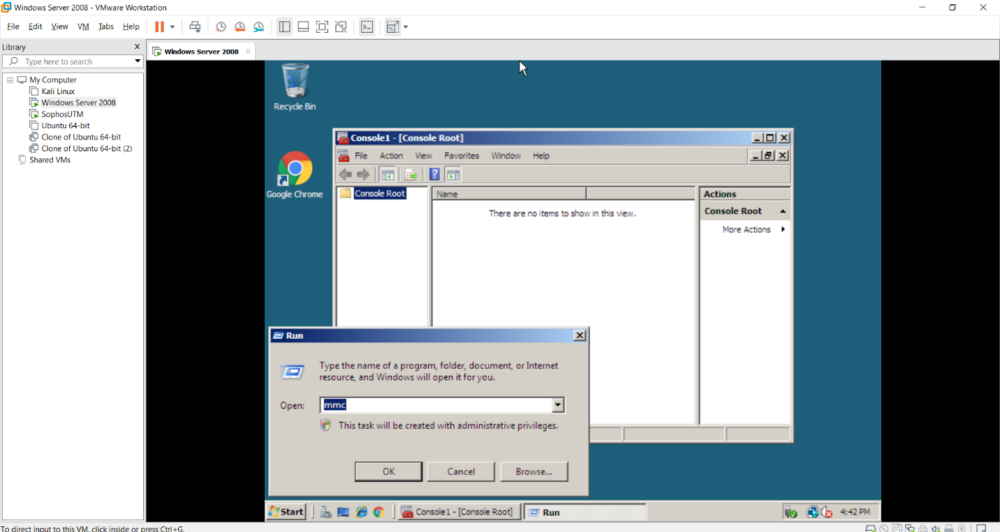 Windows Server 2008 - VMware Workstation
File Edit View VM Tabs Help
Library
Type here to search
My Computer
Kali Linux
Windows Server 2008
SophosUTM
Ubuntu 64-bit
Clone of Ubuntu 64-bit
Clone of Ubuntu 64-bit (2)
Shared VMs
Windows Server 2008
Recycle Bin
Google Chrome
Console1 - [Console Root]
File Action View Favorites Window Help
Console Root
Name
There are no items to show in this view.
Actions
Console Root
More Actions
Run
Type the name of a program, folder, document, or Internet
resource, and Windows will open it for you.
Open: mmc
This task will be created with administrative privileges.
OK Cancel Browse...
Start Console1 - [Console Root] Run 4:42 PM
To direct input to this VM, click inside or press Ctrl+G.